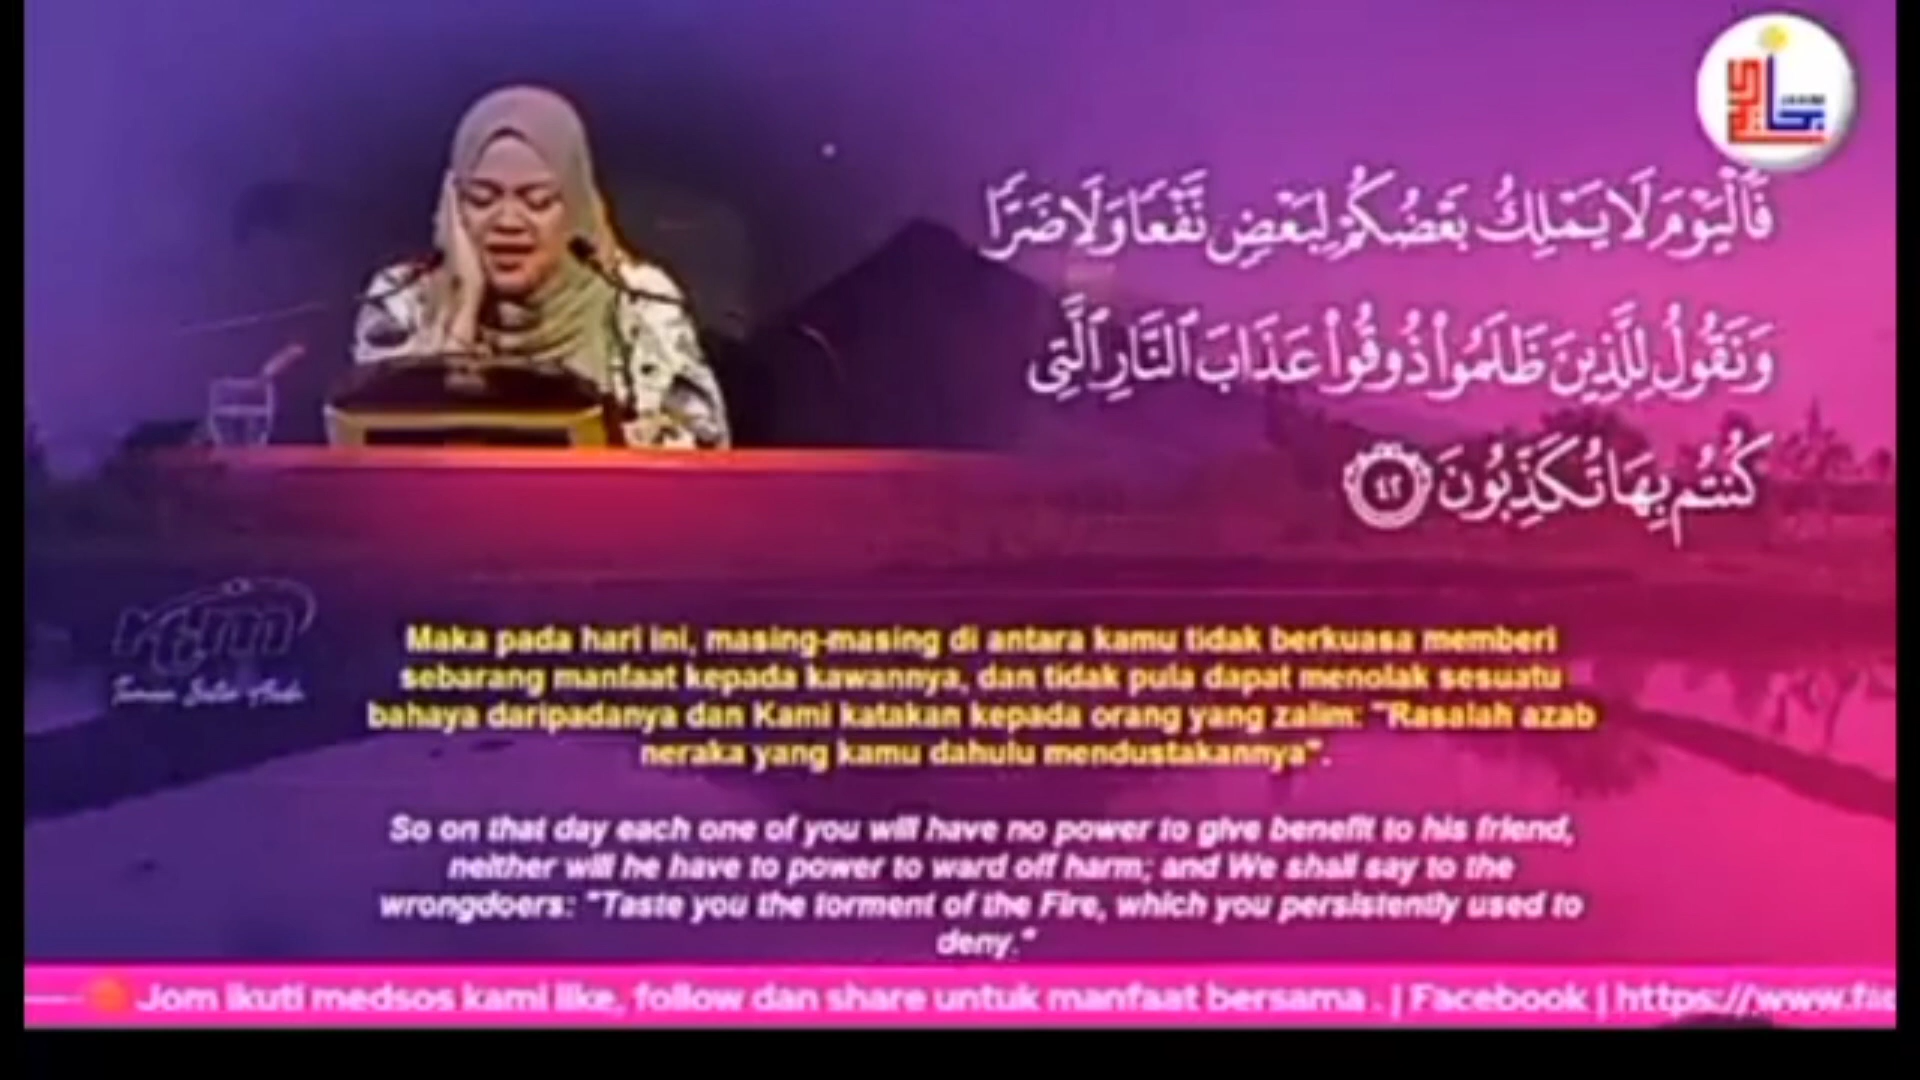 فَٱلْيَوْمَ لَا يَمْلِكُ بَعْضُكُمْ لِبَعْضٍ نَّفْعًا وَلَا ضَرًّا
وَنَقُولُ لِلَّذِينَ ظَلَمُوا۟ ذُوقُوا۟ عَذَابَ ٱلنَّارِ ٱلَّتِى
كُنتُم بِهَا تُكَذِّبُونَ ٤٢
Maka pada hari ini, masing-masing di antara kamu tidak berkuasa memberi
sebarang manfaat kepada kawannya, dan tidak pula dapat menolak sesuatu
bahaya daripadanya dan Kami katakan kepada orang yang zalim: "Rasalah azab
neraka yang kamu dahulu mendustakannya".
So on that day each one of you will have no power to give benefit to his friend,
neither will he have to power to ward off harm; and We shall say to the
wrongdoers: "Taste you the torment of the Fire, which you persistently used to
deny."
Jom ikuti medsos kami like, follow dan share untuk manfaat bersama . | Facebook | https://www.fac